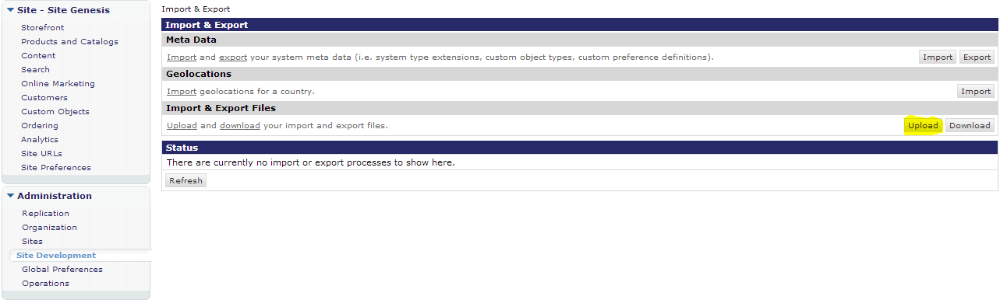 Site - Site Genesis
Storefront
Products and Catalogs
Content
Search
Online Marketing
Customers
Custom Objects
Ordering
Analytics
Site URLs
Site Preferences
Administration
Replication
Organization
Sites
Site Development
Global Preferences
Operations
Import & Export
Import & Export
Meta Data
Import and export your system meta data (i.e. system type extensions, custom object types, custom preference definitions). Import Export
Geolocations
Import geolocations for a country. Import
Import & Export Files
Upload and download your import and export files. Upload Download
Status
There are currently no import or export processes to show here.
Refresh